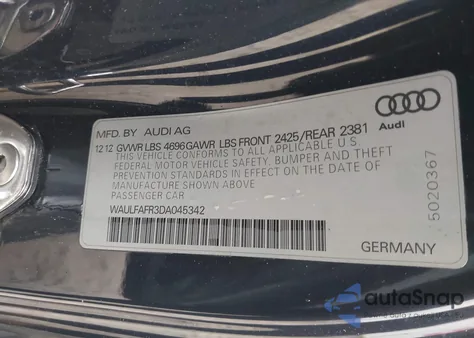 MFD. BY AUDI AG
12 12 GVWR LBS 4696 GAWR LBS FRONT 2425/REAR 2381
THIS VEHICLE CONFORMS TO ALL APPLICABLE
FEDERAL MOTOR VEHICLE SAFETY, BUMPER AND THEFT
PREVENTION STANDARDS IN EFFECT ON THE DATE OF
MANUFACTURE SHOWN ABOVE
PASSENGER CAR
WAULFAFR3DA045342
Audi
5020367
GERMANY
autoSnap